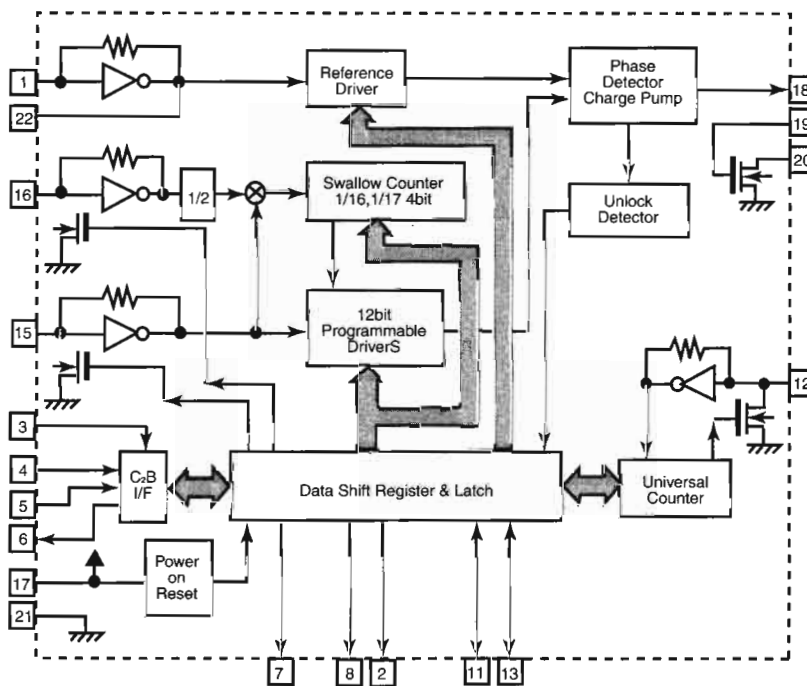 1
Reference
Driver
Phase
Detector
Charge Pump
18
22
19
20
16
1/2
Swallow Counter
1/16,1/17 4bit
Unlock
Detector
15
12bit
Programmable
DriverS
12
3
4
C₂B
I/F
5
Data Shift Register & Latch
Universal
Counter
6
17
Power
on
Reset
21
7
8
2
11
13